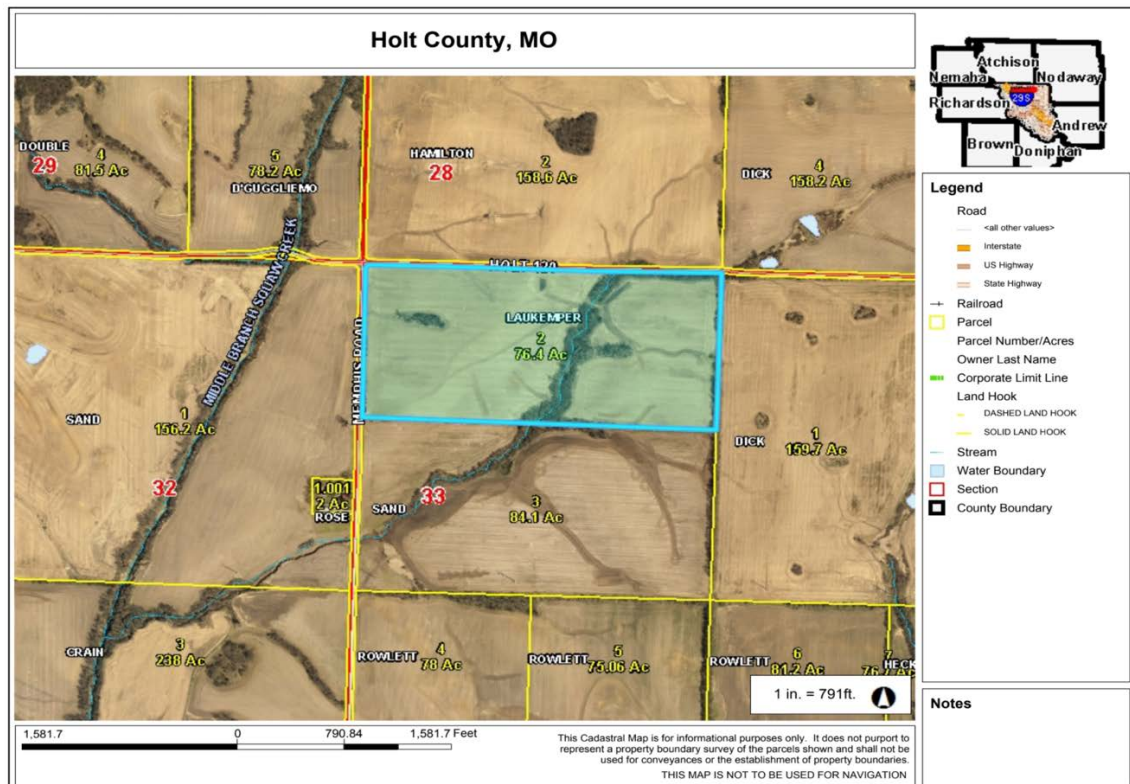 Holt County, MO
DOUBLE
29
4
81.5 Ac
5
78.2 Ac
D'GUGGLIEMO
HAMILTON
28
2
158.6 Ac
DICK
4
158.2 Ac
HOLT 170
MIDDLE BRANCH SQUAW CREEK
MEMPHIS ROAD
LAUKEMPER
2
76.4 Ac
SAND
1
156.2 Ac
32
1.001
2 Ac
ROSE
SAND
33
3
84.1 Ac
DICK
1
159.7 Ac
CRAIN
3
238 Ac
ROWLETT
4
78 Ac
ROWLETT
5
75.06 Ac
ROWLETT
6
81.2 Ac
7
HECK
1 in. = 791ft.
1,581.7 0 790.84 1,581.7 Feet
This Cadastral Map is for informational purposes only. It does not purport to
represent a property boundary survey of the parcels shown and shall not be
used for conveyances or the establishment of property boundaries.
THIS MAP IS NOT TO BE USED FOR NAVIGATION
Atchison
Nemaha
Nodaway
Richardson
29S
Andrew
Brown
Doniphan
Legend
Road
<all other values>
Interstate
US Highway
State Highway
Railroad
Parcel
Parcel Number/Acres
Owner Last Name
Corporate Limit Line
Land Hook
DASHED LAND HOOK
SOLID LAND HOOK
Stream
Water Boundary
Section
County Boundary
Notes